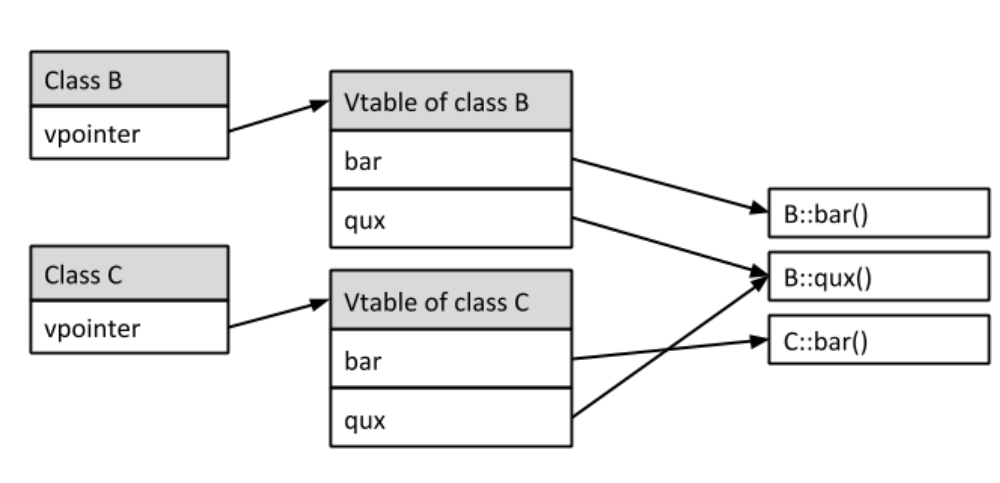 Class B
vpointer
Vtable of class B
bar
qux
Class C
vpointer
Vtable of class C
bar
qux
B::bar()
B::qux()
C::bar()